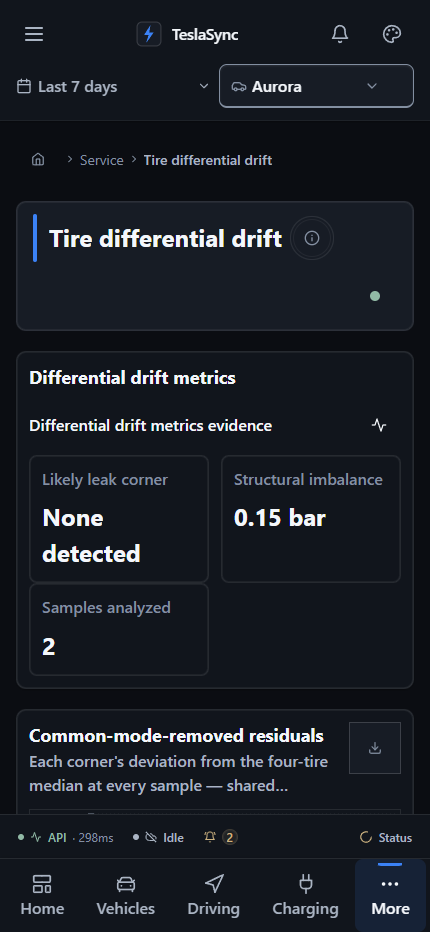 TeslaSync
Last 7 days
Aurora
Service
Tire differential drift
Tire differential drift
Differential drift metrics
Differential drift metrics evidence
Likely leak corner
None
detected
Structural imbalance
0.15 bar
Samples analyzed
2
Common-mode-removed residuals
Each corner's deviation from the four-tire
median at every sample — shared...
API · 298ms
Idle
2
Status
Home
Vehicles
Driving
Charging
More